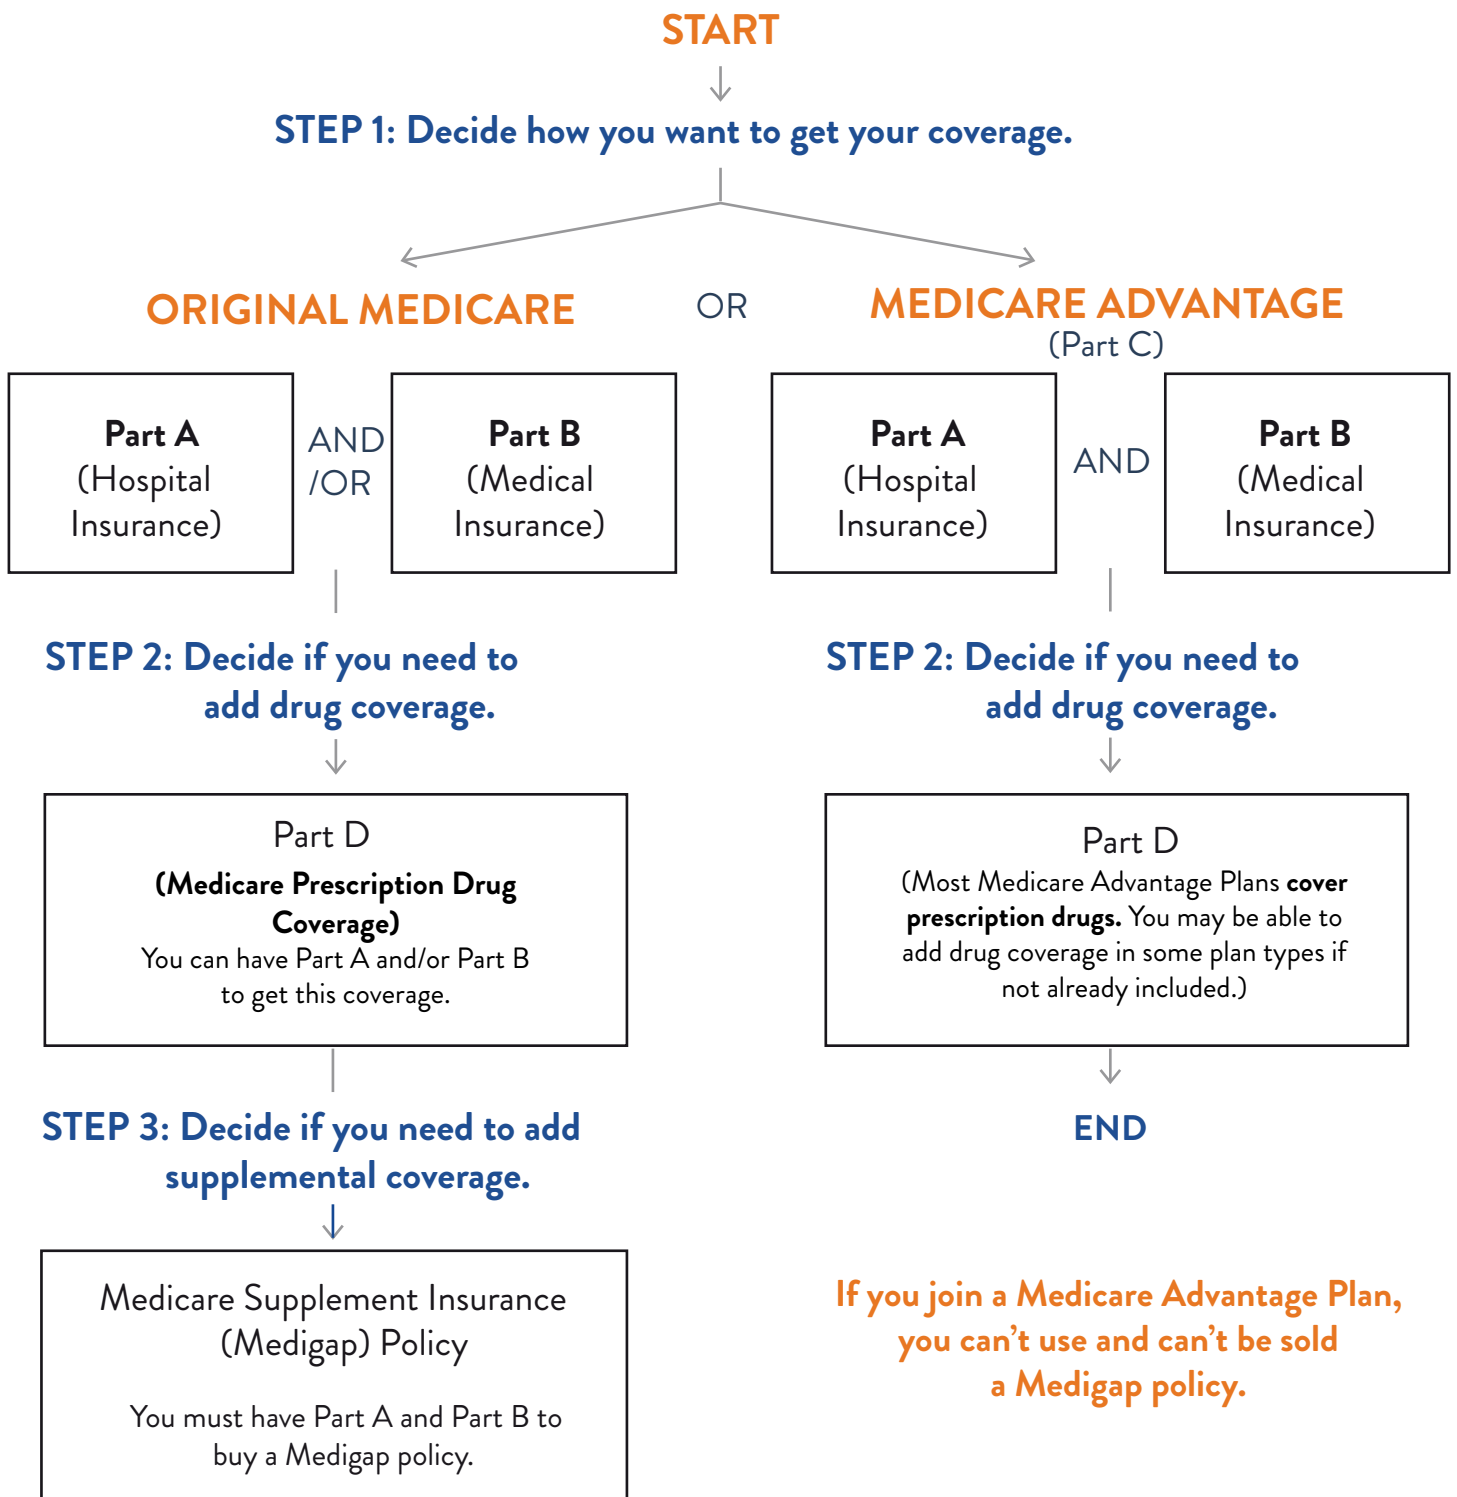 START
STEP 1: Decide how you want to get your coverage.
ORIGINAL MEDICARE
OR
MEDICARE ADVANTAGE
(Part C)
Part A
(Hospital
Insurance)
AND
/OR
Part B
(Medical
Insurance)
Part A
(Hospital
Insurance)
AND
Part B
(Medical
Insurance)
STEP 2: Decide if you need to
add drug coverage.
Part D
(Medicare Prescription Drug
Coverage)
You can have Part A and/or Part B
to get this coverage.
STEP 3: Decide if you need to add
supplemental coverage.
Medicare Supplement Insurance
(Medigap) Policy
You must have Part A and Part B to
buy a Medigap policy.
STEP 2: Decide if you need to
add drug coverage.
Part D
(Most Medicare Advantage Plans cover
prescription drugs. You may be able to
add drug coverage in some plan types if
not already included.)
END
If you join a Medicare Advantage Plan,
you can’t use and can’t be sold
a Medigap policy.